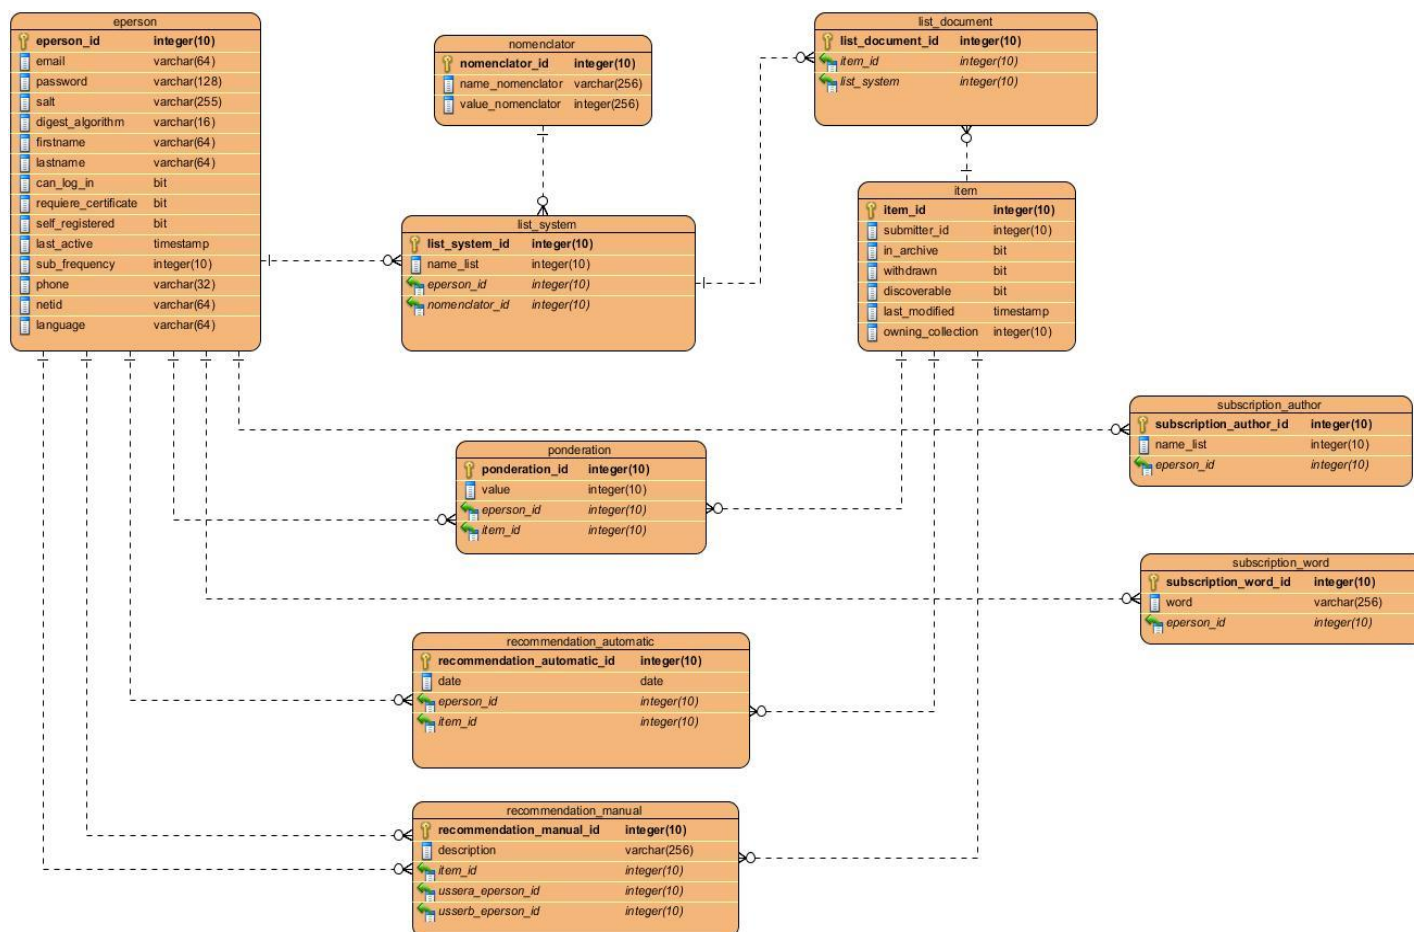 eperson
eperson_id integer(10)
email varchar(64)
password varchar(128)
salt varchar(255)
digest_algorithm varchar(16)
firstname varchar(64)
lastname varchar(64)
can_log_in bit
requiere_certificate bit
self_registered bit
last_active timestamp
sub_frequency integer(10)
phone varchar(32)
netid varchar(64)
language varchar(64)
nomenclator
nomenclator_id integer(10)
name_nomenclator varchar(256)
value_nomenclator integer(256)
list_document
list_document_id integer(10)
item_id integer(10)
list_system integer(10)
list_system
list_system_id integer(10)
name_list integer(10)
eperson_id integer(10)
nomenclador_id integer(10)
item
item_id integer(10)
submitter_id integer(10)
in_archive bit
withdrawn bit
discoverable bit
last_modified timestamp
owning_collection integer(10)
subscription_author
subscription_author_id integer(10)
name_list integer(10)
eperson_id integer(10)
ponderation
ponderation_id integer(10)
value integer(10)
eperson_id integer(10)
item_id integer(10)
subscription_word
subscription_word_id integer(10)
word varchar(256)
eperson_id integer(10)
recommendation_automatic
recommendation_automatic_id integer(10)
date date
eperson_id integer(10)
item_id integer(10)
recommendation_manual
recommendation_manual_id integer(10)
description varchar(256)
item_id integer(10)
ussera_eperson_id integer(10)
usserb_eperson_id integer(10)